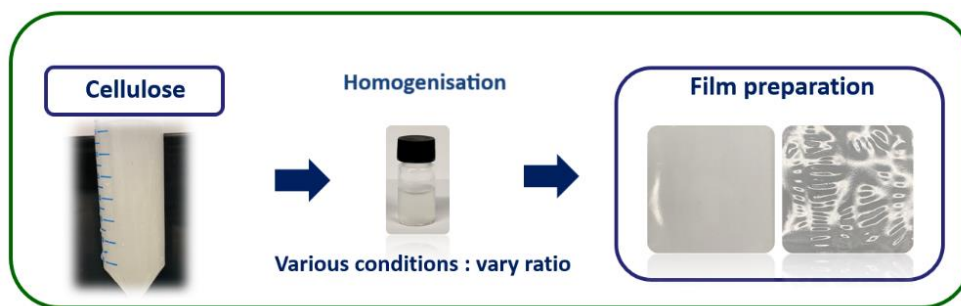 Cellulose
Homogenisation
Film preparation
Various conditions : vary ratio